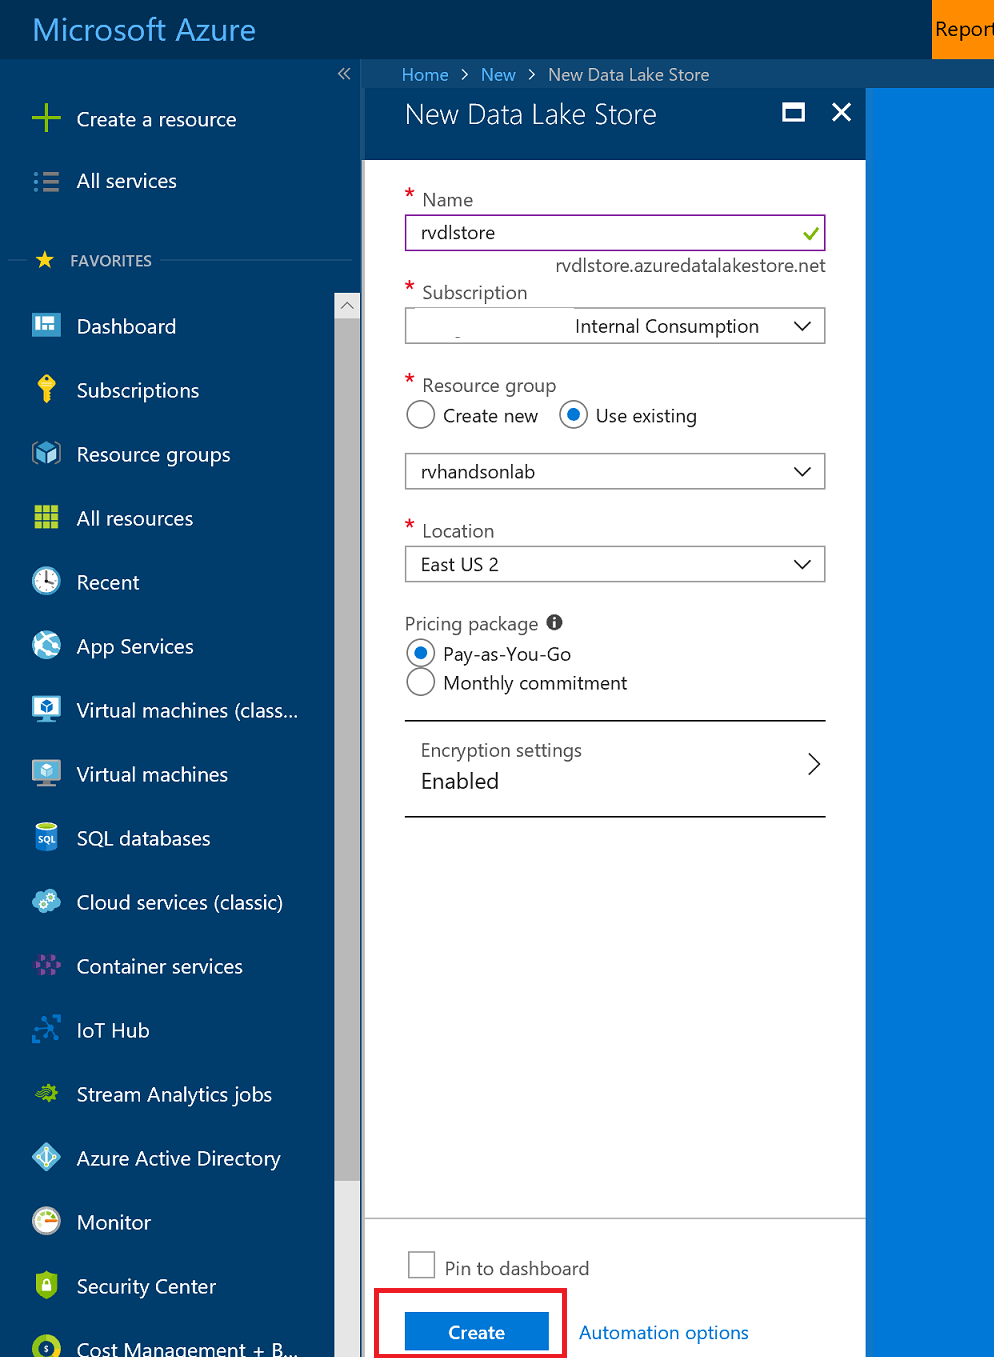 Microsoft Azure
Report
Home > New > New Data Lake Store
Create a resource
All services
FAVORITES
Dashboard
Subscriptions
Resource groups
All resources
Recent
App Services
Virtual machines (class...
Virtual machines
SQL databases
Cloud services (classic)
Container services
IoT Hub
Stream Analytics jobs
Azure Active Directory
Monitor
Security Center
Cost Management + B...
New Data Lake Store
* Name
rvdlstore
rvdlstore.azuredatalakestore.net
* Subscription
Internal Consumption
* Resource group
Create new Use existing
rvhandsonlab
* Location
East US 2
Pricing package
Pay-as-You-Go
Monthly commitment
Encryption settings
Enabled
Pin to dashboard
Create Automation options